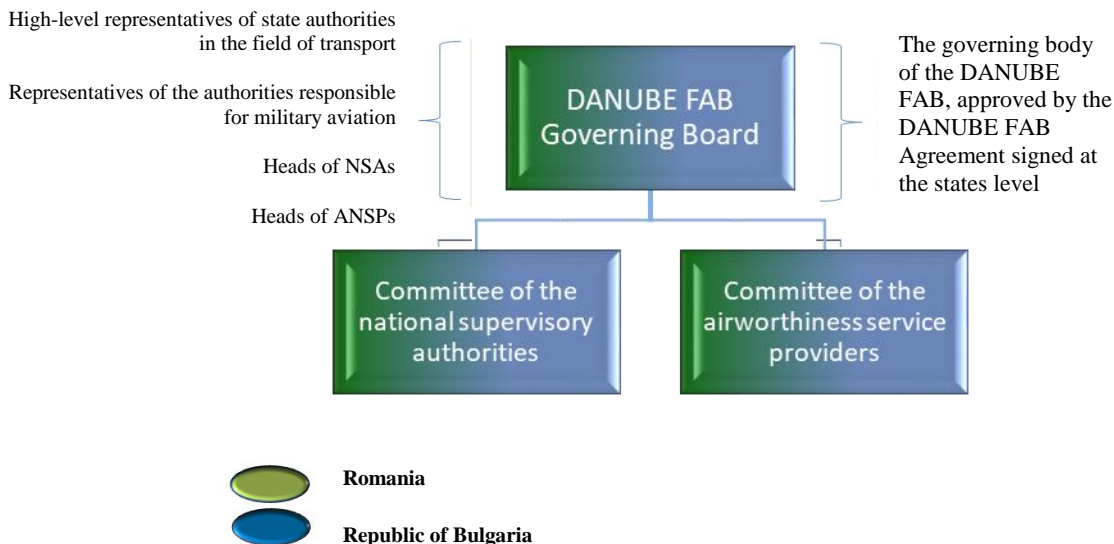 High-level representatives of state authorities
in the field of transport
Representatives of the authorities responsible
for military aviation
Heads of NSAs
Heads of ANSPs
DANUBE FAB
Governing Board
The governing body
of the DANUBE
FAB, approved by the
DANUBE FAB
Agreement signed at
the states level
Committee of the
national supervisory
authorities
Committee of the
airworthiness service
providers
Romania
Republic of Bulgaria